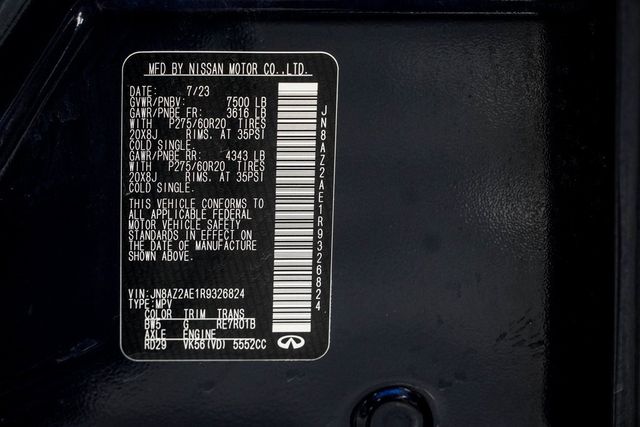 MFD BY NISSAN MOTOR CO.,LTD.
DATE: 7/23
GVWR/PNBV: 7500 LB
GAWR/PNBE FR: 3616 LB
WITH P275/60R20 TIRES
20X8J RIMS. AT 35PSI
COLD SINGLE.
GAWR/PNBE RR: 4343 LB
WITH P275/60R20 TIRES
20X8J RIMS. AT 35PSI
COLD SINGLE.
THIS VEHICLE CONFORMS TO
ALL APPLICABLE FEDERAL
MOTOR VEHICLE SAFETY
STANDARDS IN EFFECT ON
THE DATE OF MANUFACTURE
SHOWN ABOVE.
VIN:JN8AZ2AE1R9326824
TYPE:MPV
COLOR TRIM TRANS
BW5 G RE7R01B
AXLE ENGINE
RD29 VK56(VD) 5552CC
JN8AZ2AE1R9326824